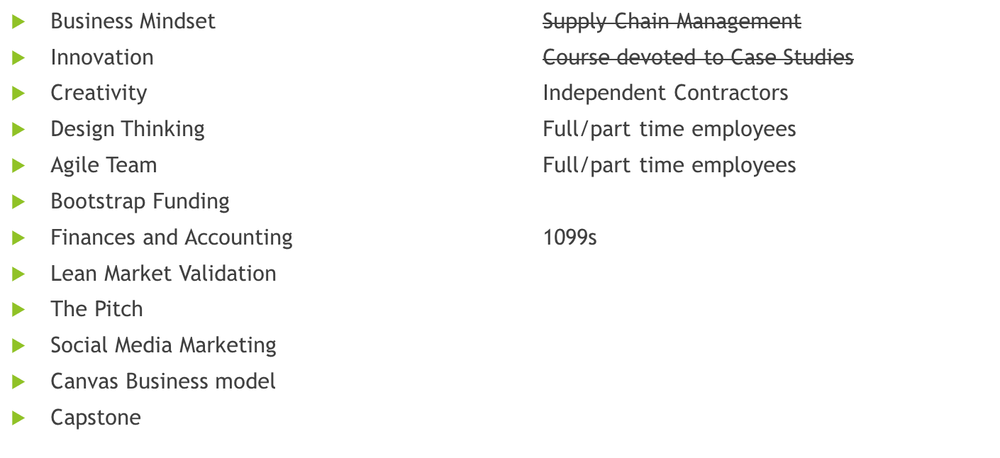 Business Mindset Supply Chain Management
Innovation Course devoted to Case Studies
Creativity Independent Contractors
Design Thinking Full/part time employees
Agile Team Full/part time employees
Bootstrap Funding
Finances and Accounting 1099s
Lean Market Validation
The Pitch
Social Media Marketing
Canvas Business model
Capstone